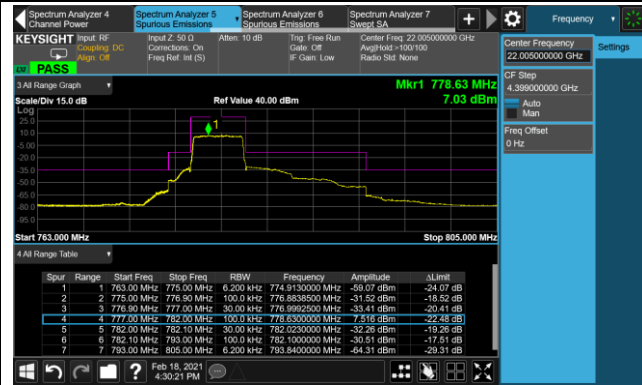 Spectrum Analyzer 4
Channel Power
Spectrum Analyzer 5
Spurious Emissions
Spectrum Analyzer 6
Spurious Emissions
Spectrum Analyzer 7
Swept SA
Frequency
KEYSIGHT
Input: RF
Coupling: DC
Align: Off
Input Z: 50 Ω
Corrections: On
Freq Ref: Int (S)
Atten: 10 dB
Trig: Free Run
Gate: Off
IF Gain: Low
Center Freq: 22.005000000 GHz
Avg|Hold:>100/100
Radio Std: None
PASS
Center Frequency
22.005000000 GHz
Settings
CF Step
4.399000000 GHz
Auto
Man
Freq Offset
0 Hz
3 All Range Graph
Mkr1 778.63 MHz
Scale/Div 15.0 dB
Ref Value 40.00 dBm
7.03 dBm
Log
25.0
10.0
-5.00
-20.0
-35.0
-50.0
-65.0
-80.0
-95.0
1
Start 763.000 MHz
Stop 805.000 MHz
4 All Range Table
Spur Range Start Freq Stop Freq RBW Frequency Amplitude ΔLimit
1 1 763.00 MHz 775.00 MHz 6.200 kHz 774.9130000 MHz -59.07 dBm -24.07 dB
2 2 775.00 MHz 776.90 MHz 100.0 kHz 776.8838500 MHz -31.52 dBm -18.52 dB
3 3 776.90 MHz 777.00 MHz 30.00 kHz 776.9992500 MHz -33.41 dBm -20.41 dB
4 4 777.00 MHz 782.00 MHz 100.0 kHz 778.6300000 MHz 7.516 dBm -22.48 dB
5 5 782.00 MHz 782.10 MHz 30.00 kHz 782.0230000 MHz -32.26 dBm -19.26 dB
6 6 782.10 MHz 793.00 MHz 100.0 kHz 782.1000000 MHz -30.51 dBm -17.51 dB
7 7 793.00 MHz 805.00 MHz 6.200 kHz 793.8400000 MHz -64.31 dBm -29.31 dB
Feb 18, 2021
4:30:21 PM